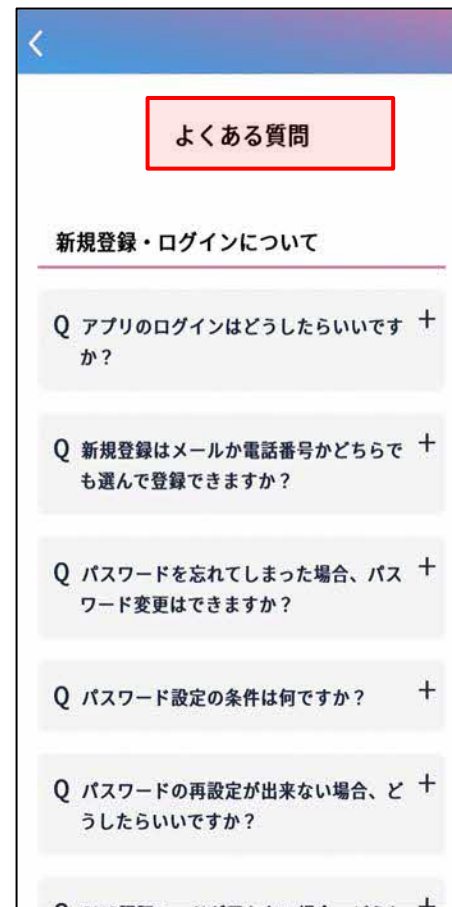 よくある質問
新規登録・ログインについて
Q アプリのログインはどうしたらいいです +
か？
Q 新規登録はメールか電話番号かどちらで +
も選んで登録できますか？
Q パスワードを忘れてしまった場合、パス +
ワード変更はできますか？
Q パスワード設定の条件は何ですか？ +
Q パスワードの再設定が出来ない場合、ど +
うしたらいいですか？